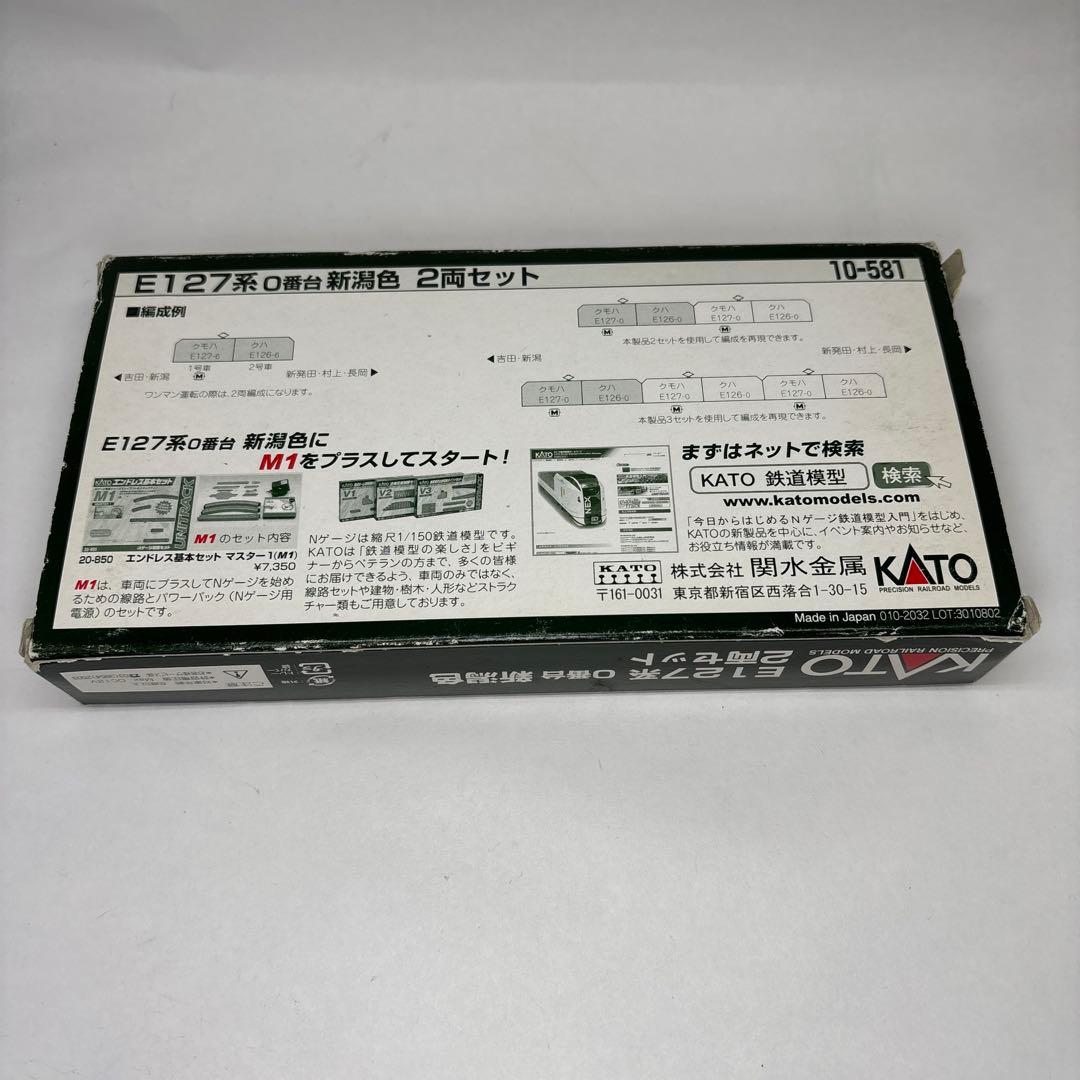 E127系0番台 新潟色 2両セット
10-581
■編成例
クモハ E127-6
クハ E126-6
1号車
2号車
M
◀吉田・新潟
新発田・村上・長岡▶
ワンマン運転の際は、2両編成になります。
クモハ E127-0
クハ E126-0
クモハ E127-0
クハ E126-0
M
M
本製品2セットを使用して編成を再現できます。
◀吉田・新潟
新発田・村上・長岡▶
クモハ E127-0
クハ E126-0
クモハ E127-0
クハ E126-0
クモハ E127-0
クハ E126-0
M
M
M
本製品3セットを使用して編成を再現できます。
E127系0番台 新潟色に
M1をプラスしてスタート!
KATO エンドレス基本セット
M1
UNITRACK
M1のセット内容
20-850 エンドレス基本セット マスター1(M1)
¥7,350
M1は、車両にプラスしてNゲージを始め
るための線路とパワーパック(Nゲージ用
電源)のセットです。
V1
V2
V3
Nゲージは縮尺1/150鉄道模型です。
KATOは「鉄道模型の楽しさ」をビギ
ナーからベテランの方まで、多くの皆様
にお届けできるよう、車両のみではなく、
線路セットや建物・樹木・人形などストラク
チャー類もご用意しております。
KATO
NEX
まずはネットで検索
KATO 鉄道模型
検索
www.katomodels.com
「今日からはじめるNゲージ鉄道模型入門」をはじめ、
KATOの新製品を中心に、イベント案内やお知らせなど、
お役立ち情報が満載です。
KATO
株式会社 関水金属
〒161-0031 東京都新宿区西落合1-30-15
KATO
PRECISION RAILROAD MODELS
Made in Japan 010-2032 LOT:3010802
KATO
PRECISION RAILROAD MODELS
E127系 0番台 新潟色
2両セット
ご注意
紙